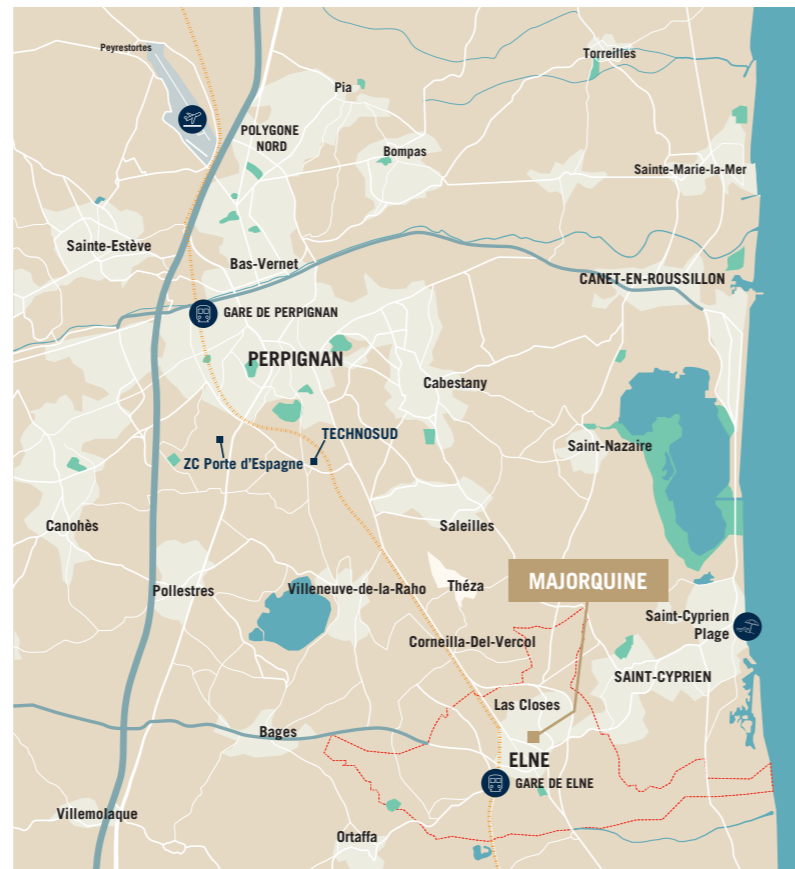 Peyrestortes
Torreilles
Pia
POLYGONE
NORD
Bompas
Sainte-Marie-la-Mer
Sainte-Estève
Bas-Vernet
CANET-EN-ROUSSILLON
GARE DE PERPIGNAN
PERPIGNAN
Cabestany
TECHNOSUD
Saint-Nazaire
ZC Porte d'Espagne
Canohès
Saleilles
MAJORQUINE
Pollestres
Villeneuve-de-la-Raho
Théza
Saint-Cyprien
Plage
Corneilla-Del-Vercol
SAINT-CYPRIEN
Las Closes
Bages
ELNE
GARE DE ELNE
Villemolaque
Ortaffa